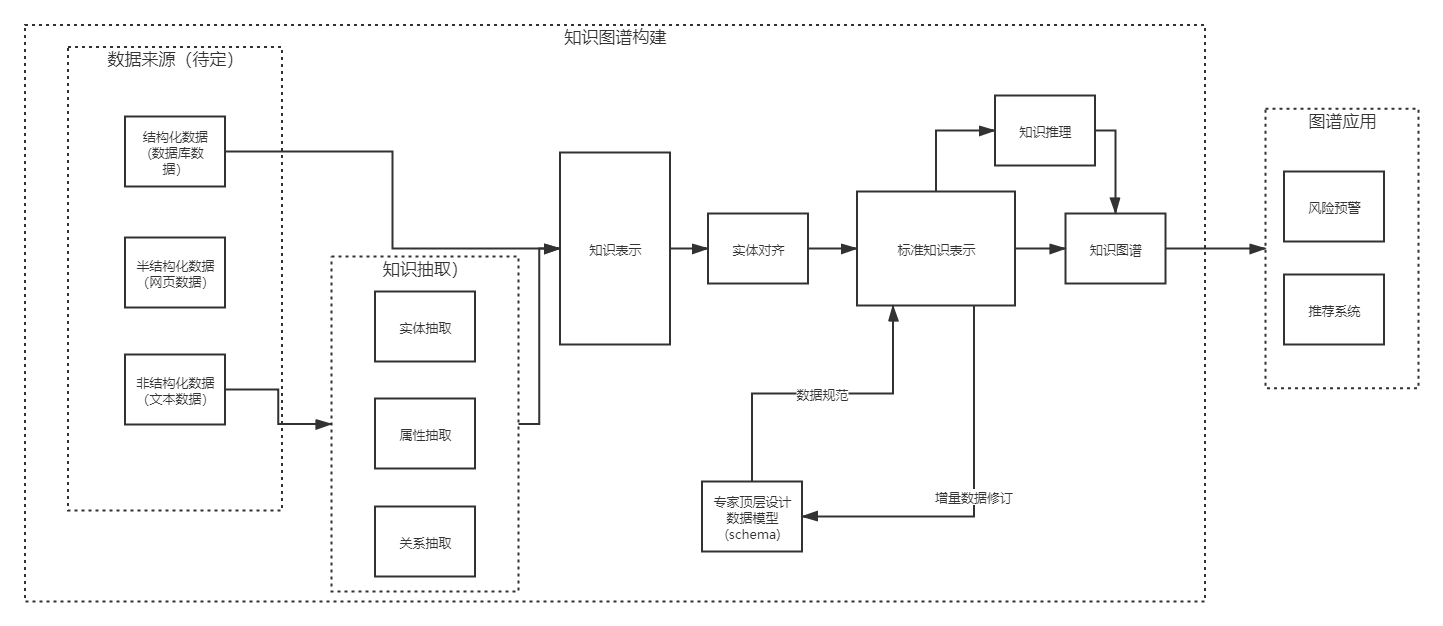 知识图谱构建
数据来源（待定）
结构化数据
（数据库数
据）
半结构化数据
（网页数据）
非结构化数据
（文本数据）
知识抽取）
实体抽取
属性抽取
关系抽取
知识表示
实体对齐
标准知识表示
知识推理
知识图谱
数据规范
增量数据修订
专家顶层设计
数据模型
（schema）
图谱应用
风险预警
推荐系统